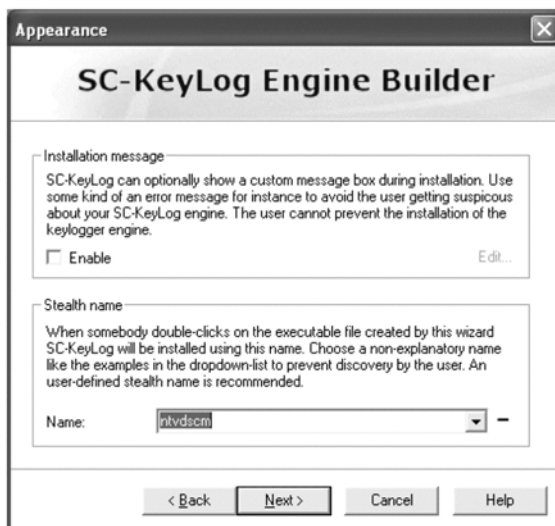 Appearance
SC-KeyLog Engine Builder
Installation message
SC-KeyLog can optionally show a custom message box during installation. Use
some kind of an error message for instance to avoid the user getting suspicous
about your SC-KeyLog engine. The user cannot prevent the installation of the
keylogger engine.
Enable
Edit...
Stealth name
When somebody double-clicks on the executable file created by this wizard
SC-KeyLog will be installed using this name. Choose a non-explanatory name
like the examples in the dropdown-list to prevent discovery by the user. An
user-defined stealth name is recommended.
Name: ntvdscm
< Back Next > Cancel Help